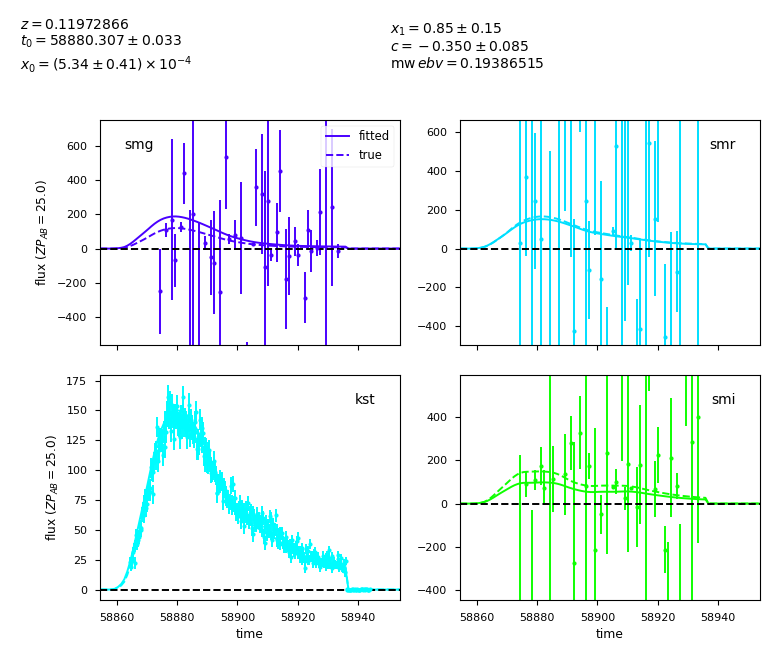 z = 0.11972866
t₀ = 58880.307 ± 0.033
x₀ = (5.34 ± 0.41) × 10⁻⁴
x₁ = 0.85 ± 0.15
c = −0.350 ± 0.085
mw ebv = 0.19386515
smg
fitted
true
600
400
200
0
−200
−400
flux (ZP_AB = 25.0)
smr
600
400
200
0
−200
−400
kst
175
150
125
100
75
50
25
0
flux (ZP_AB = 25.0)
58860 58880 58900 58920 58940
time
smi
400
200
0
−200
−400
58860 58880 58900 58920 58940
time